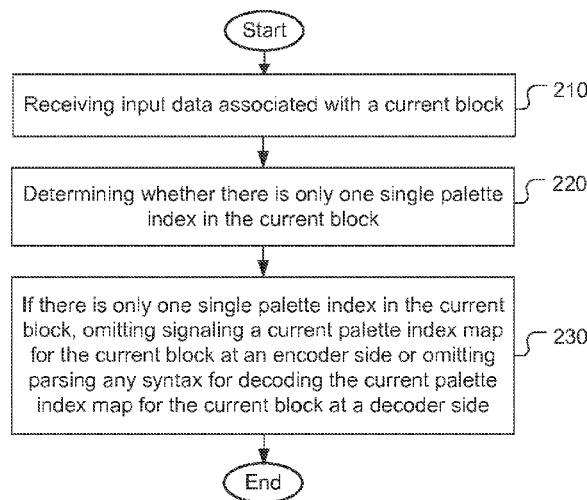 Start
Receiving input data associated with a current block
210
Determining whether there is only one single palette
index in the current block
220
If there is only one single palette index in the current
block, omitting signaling a current palette index map
for the current block at an encoder side or omitting
parsing any syntax for decoding the current palette
index map for the current block at a decoder side
230
End